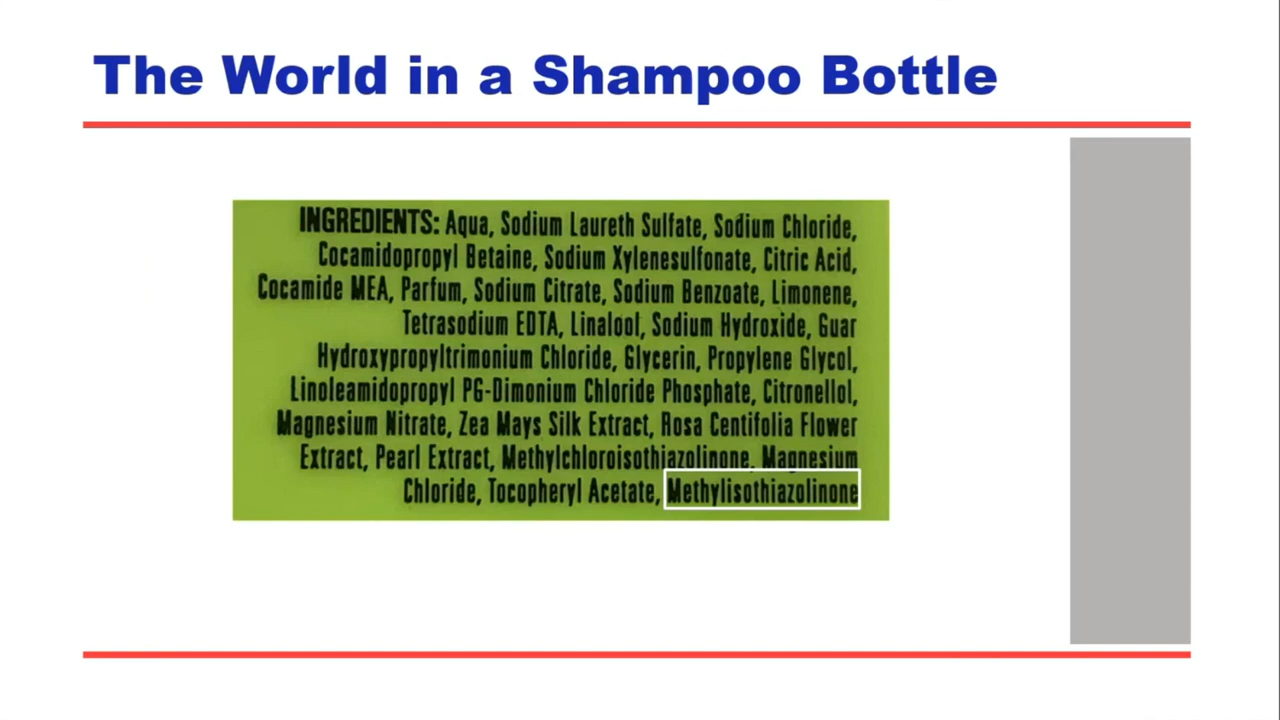 The World in a Shampoo Bottle
INGREDIENTS: Aqua, Sodium Laureth Sulfate, Sodium Chloride,
Cocamidopropyl Betaine, Sodium Xylenesulfonate, Citric Acid,
Cocamide MEA, Parfum, Sodium Citrate, Sodium Benzoate, Limonene,
Tetrasodium EDTA, Linalool, Sodium Hydroxide, Guar
Hydroxypropyltrimonium Chloride, Glycerin, Propylene Glycol,
Linoleamidopropyl PG-Dimonium Chloride Phosphate, Citronellol,
Magnesium Nitrate, Zea Mays Silk Extract, Rosa Centifolia Flower
Extract, Pearl Extract, Methylchloroisothiazolinone, Magnesium
Chloride, Tocopheryl Acetate, Methylisothiazolinone